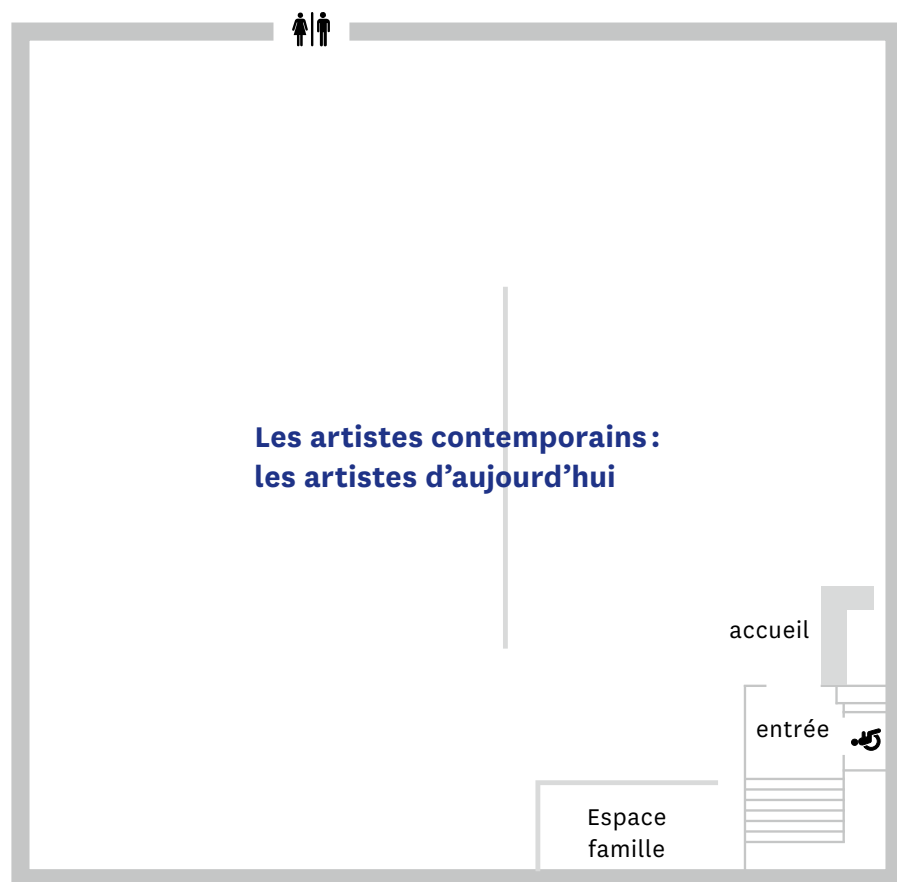 Les artistes contemporains :
les artistes d'aujourd'hui
accueil
entrée
Espace
famille